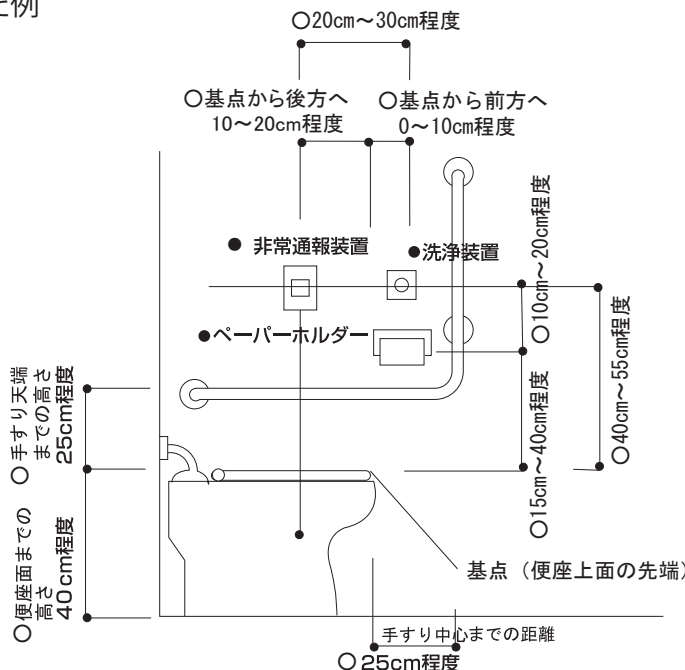 た例
○20cm～30cm程度
○基点から後方へ
10～20cm程度
○基点から前方へ
0～10cm程度
● 非常通報装置
●洗浄装置
●ペーパーホルダー
○10cm～20cm程度
○15cm～40cm程度
○40cm～55cm程度
○手すり天端
までの高さ
25cm程度
○便座面までの
高さ
40cm程度
基点（便座上面の先端）
手すり中心までの距離
○25cm程度